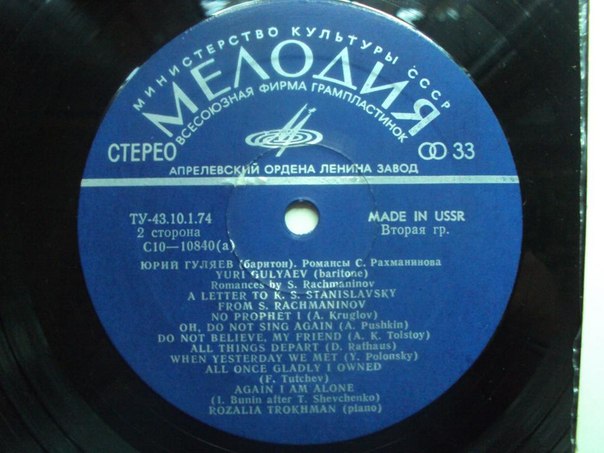 МИНИСТЕРСТВО КУЛЬТУРЫ СССР
МЕЛОДИЯ
ВСЕСОЮЗНАЯ ФИРМА ГРАМПЛАСТИНОК
СТЕРЕО
33
АПРЕЛЕВСКИЙ ОРДЕНА ЛЕНИНА ЗАВОД
ТУ-43.10.1.74
MADE IN USSR
2 сторона
Вторая гр.
С10—10840(а)
ЮРИЙ ГУЛЯЕВ (баритон). Романсы С. Рахманинова
YURI GULYAEV (baritone)
Romances by S. Rachmaninov
A LETTER TO K. S. STANISLAVSKY
FROM S. RACHMANINOV
NO PROPHET I (A. Kruglov)
OH, DO NOT SING AGAIN (A. Pushkin)
DO NOT BELIEVE, MY FRIEND (A. K. Tolstoy)
ALL THINGS DEPART (D. Rathaus)
WHEN YESTERDAY WE MET (Y. Polonsky)
ALL ONCE GLADLY I OWNED
(F. Tutchev)
AGAIN I AM ALONE
(I. Bunin after T. Shevchenko)
ROZALIA TROKHMAN (piano)